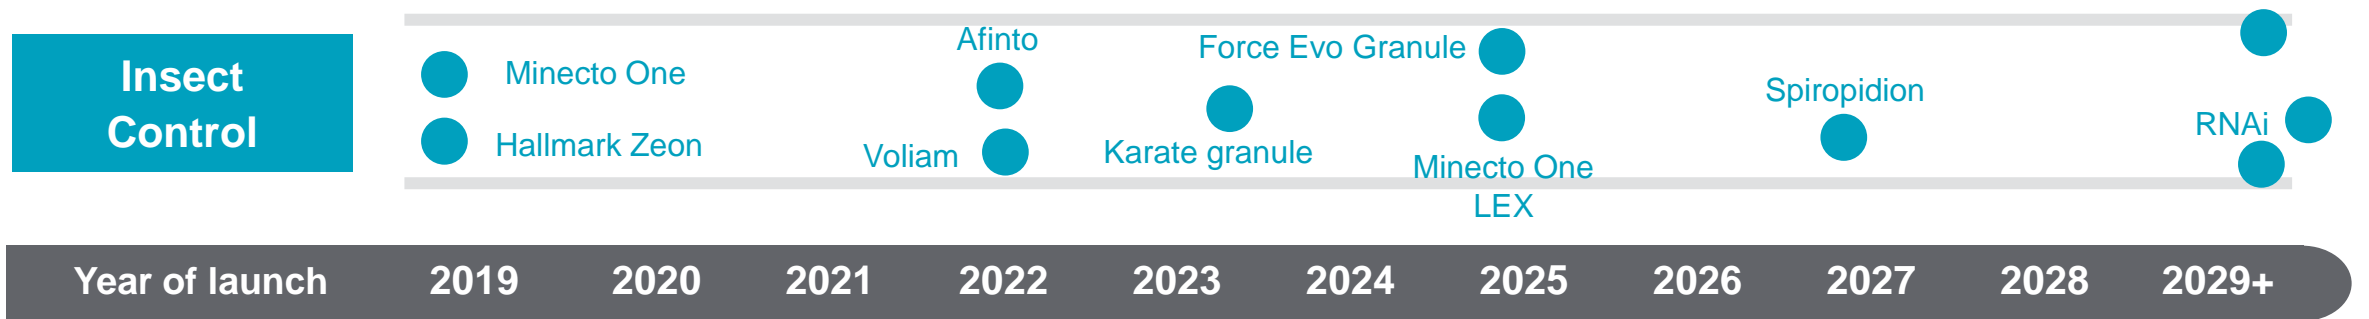 Insect
Control
Minecto One
Hallmark Zeon
Afinto
Voliam
Karate granule
Force Evo Granule
Minecto One
LEX
Spiropidion
RNAi
Year of launch 2019 2020 2021 2022 2023 2024 2025 2026 2027 2028 2029+